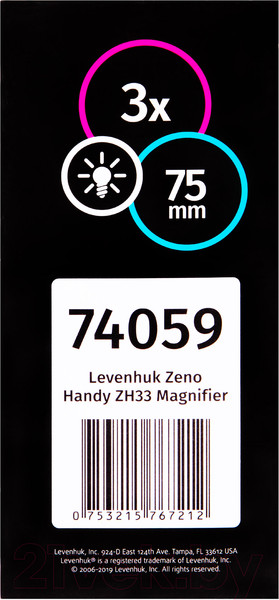 3x
75
mm
74059
Levenhuk Zeno
Handy ZH33 Magnifier
0 753215 767212
Levenhuk, Inc. 924-D East 124th Ave. Tampa, FL 33612 USA
Levenhuk® is a registered trademark of Levenhuk, Inc.
© 2006-2019 Levenhuk, Inc. All rights reserved.